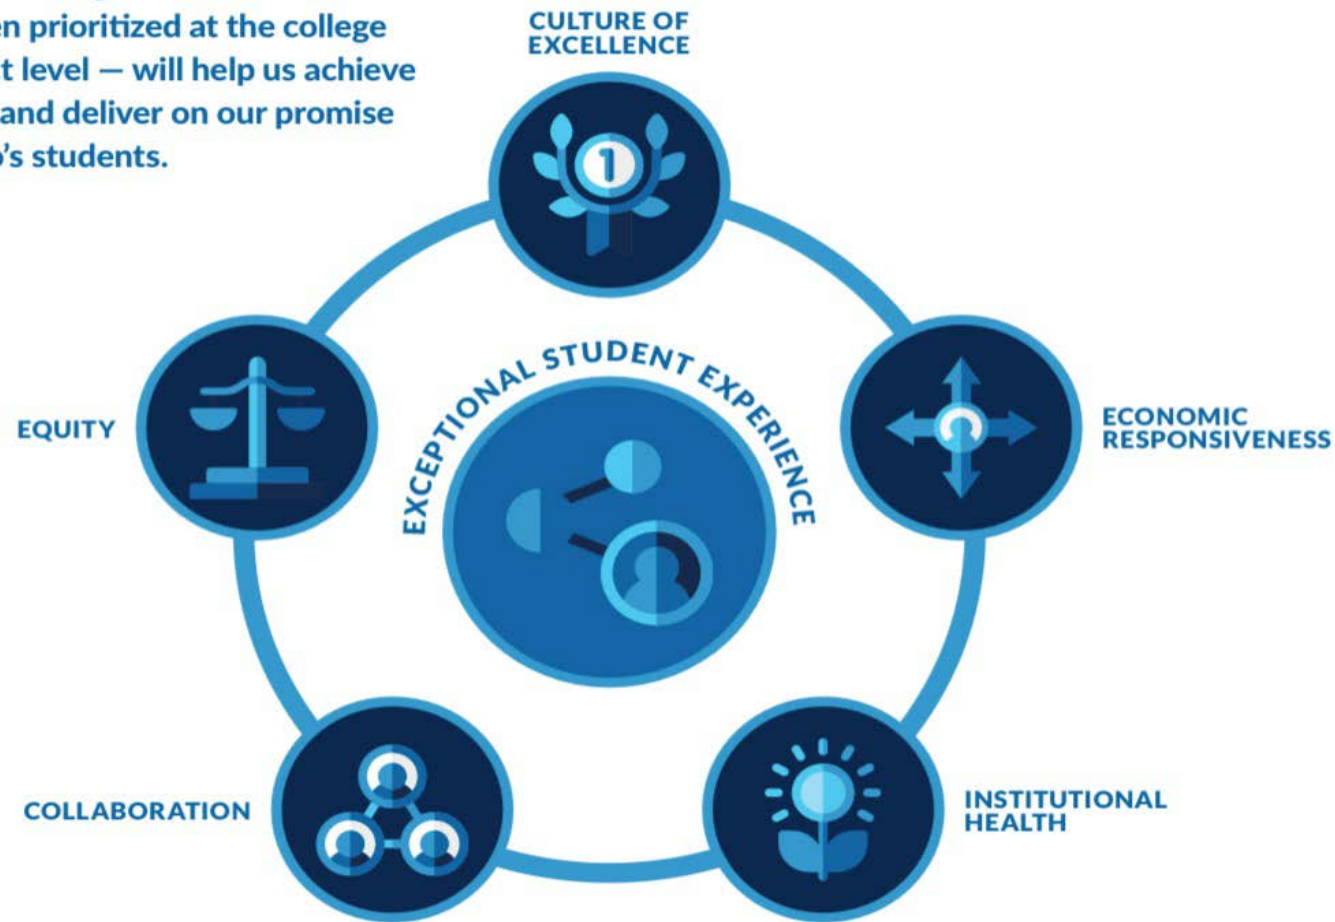 prioritized at the college
level — will help us achieve
and deliver on our promise
students.
CULTURE OF
EXCELLENCE
1
EXCEPTIONAL STUDENT EXPERIENCE
EQUITY
ECONOMIC
RESPONSIVENESS
COLLABORATION
INSTITUTIONAL
HEALTH